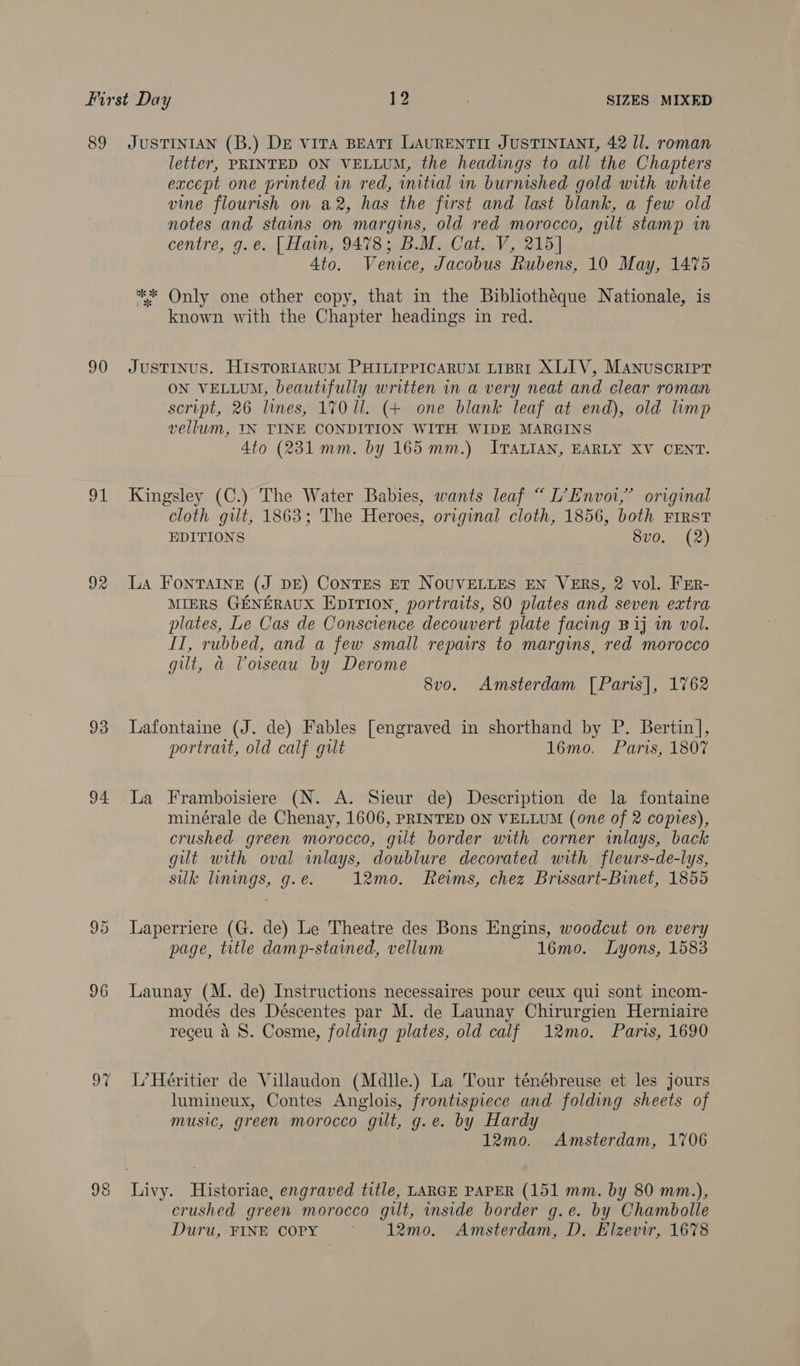 First Day 12 SIZES MIXED
89 JUSTINIAN (B.) DE VITA BEATI LAURENTII JUSTINIANI, 42 ll. roman
letter, PRINTED ON VELLUM, the headings to all the Chapters
except one printed in red, initial in burnished gold with white
vine flourish on a2, has the first and last blank, a few old
notes and stains on margins, old red morocco, gilt stamp in
centre, g. e. [Hain, 9478; B.M. Cat. V, 215]
4to. Venice, Jacobus Rubens, 10 May, 1475
*** Only one other copy, that in the Bibliothèque Nationale, is
known with the Chapter headings in red.
90 JUSTINUS. HISTORIARUM PHILIPPICARUM LIBRI XLIV, MANUSCRIPT
ON VELLUM, beautifully written in a very neat and clear roman
script, 26 lines, 170 ll. (+ one blank leaf at end), old limp
vellum, IN FINE CONDITION WITH WIDE MARGINS
4to (231 mm. by 165 mm.) ITALIAN, EARLY XV CENT.
91 Kingsley (C.) The Water Babies, wants leaf “ L’Envoi,” original
cloth gilt, 1863; The Heroes, original cloth, 1856, both FIRST
EDITIONS 8vo. (2)
92 LA FONTAINE (J DE) CONTES ET NOUVELLES EN VERS, 2 vol. FER-
MIERS GÉNÉRAUX EDITION, portraits, 80 plates and seven extra
plates, Le Cas de Conscience decouvert plate facing B ij in vol.
II, rubbed, and a few small repairs to margins, red morocco
gilt, à l’oiseau by Derome
8vo. Amsterdam [Paris], 1762
93 Lafontaine (J. de) Fables [engraved in shorthand by P. Bertin],
portrait, old calf gilt 16mo. Paris, 1807
94 La Framboisiere (N. A. Sieur de) Description de la fontaine
minérale de Chenay, 1606, PRINTED ON VELLUM (one of 2 copies),
crushed green morocco, gilt border with corner inlays, back
gilt with oval inlays, doublure decorated with fleurs-de-lys,
silk linings, g. e. 12mo. Reims, chez Brissart-Binet, 1855
95 Laperriere (G. de) Le Theatre des Bons Engins, woodcut on every
page, title damp-stained, vellum 16mo. Lyons, 1583
96 Launay (M. de) Instructions necessaires pour ceux qui sont incom-
modés des Déscentes par M. de Launay Chirurgien Herniaire
reçeu à S. Cosme, folding plates, old calf 12mo. Paris, 1690
97 L’Héritier de Villaudon (Mdlle.) La Tour ténébreuse et les jours
lumineux, Contes Anglois, frontispiece and folding sheets of
music, green morocco gilt, g. e. by Hardy
12mo. Amsterdam, 1706
98 Livy. Historiae, engraved title, LARGE PAPER (151 mm. by 80 mm.),
crushed green morocco gilt, inside border g. e. by Chambolle
Duru, FINE COPY 12mo. Amsterdam, D. Elzevir, 1678